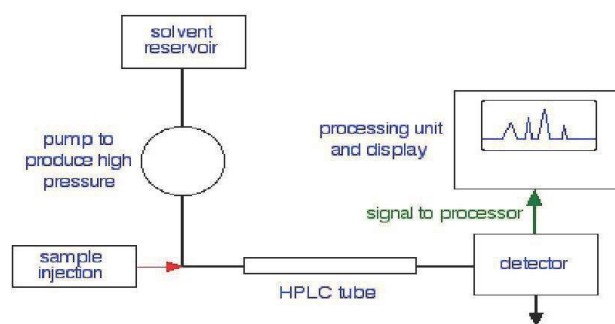 solvent
reservoir
pump to
produce high
pressure
processing unit
and display
signal to processor
sample
injection
HPLC tube
detector